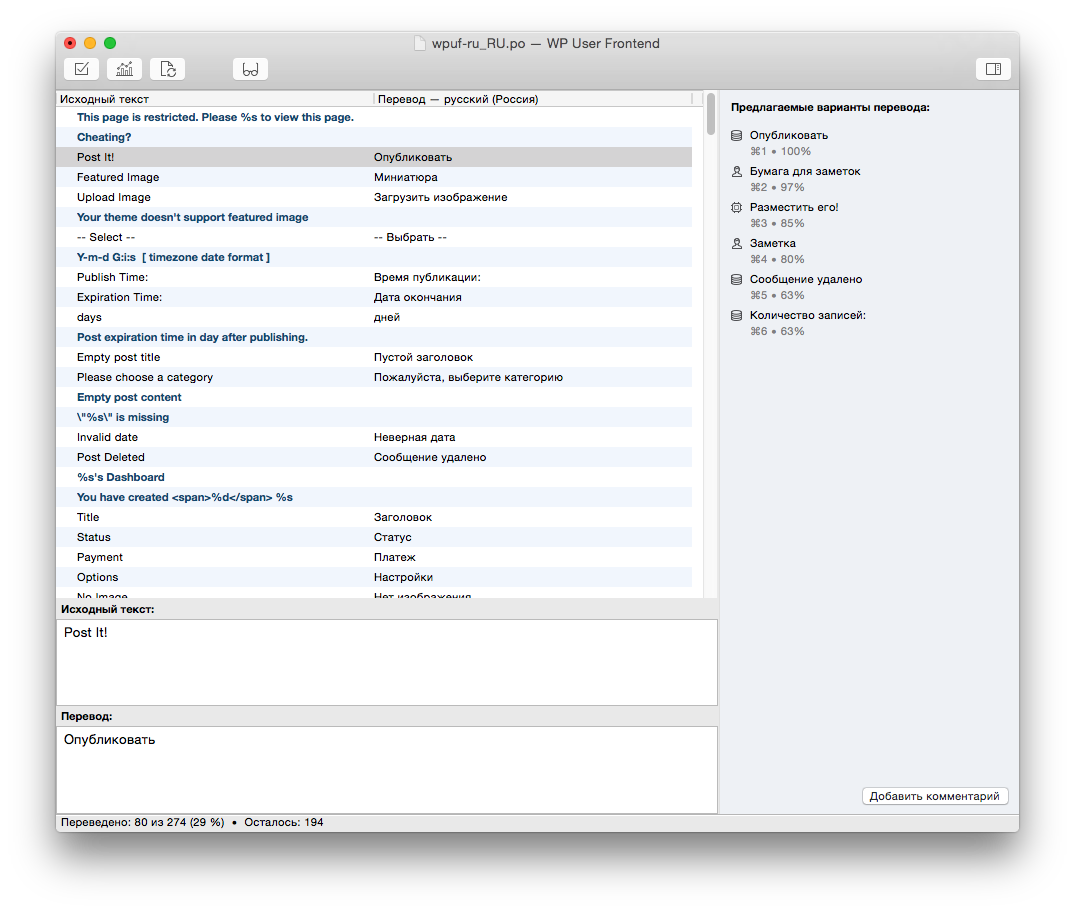 wpuf-ru_RU.po — WP User Frontend
Исходный текст Перевод — русский (Россия)
This page is restricted. Please %s to view this page.
Cheating?
Post It! Опубликовать
Featured Image Миниатюра
Upload Image Загрузить изображение
Your theme doesn't support featured image
-- Select -- -- Выбрать --
Y-m-d G:i:s [ timezone date format ]
Publish Time: Время публикации:
Expiration Time: Дата окончания
days дней
Post expiration time in day after publishing.
Empty post title Пустой заголовок
Please choose a category Пожалуйста, выберите категорию
Empty post content
\"%s\" is missing
Invalid date Неверная дата
Post Deleted Сообщение удалено
%s's Dashboard
You have created <span>%d</span> %s
Title Заголовок
Status Статус
Payment Платеж
Options Настройки
No Image Нет изображения
Исходный текст:
Post It!
Перевод:
Опубликовать
Переведено: 80 из 274 (29 %) • Осталось: 194
Предлагаемые варианты перевода:
Опубликовать
⌘1 • 100%
Бумага для заметок
⌘2 • 97%
Разместить его!
⌘3 • 85%
Заметка
⌘4 • 80%
Сообщение удалено
⌘5 • 63%
Количество записей:
⌘6 • 63%
Добавить комментарий